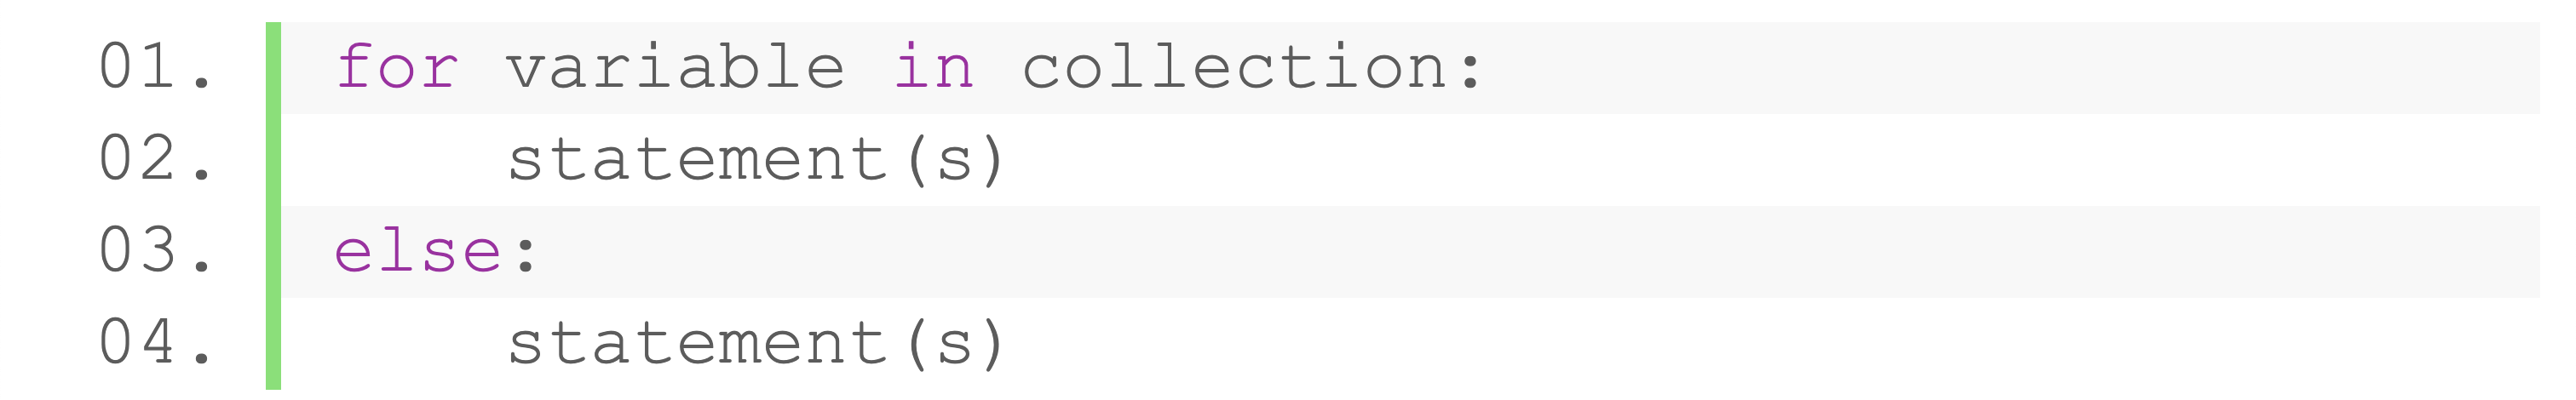 01. for variable in collection:
02.     statement(s)
03. else:
04.     statement(s)